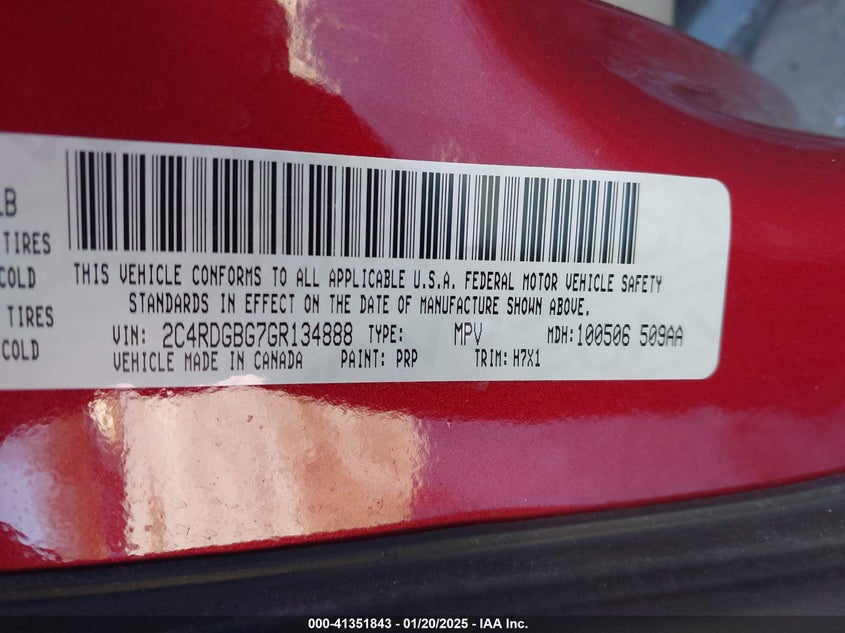 LB
TIRES
COLD
TIRES
COLD
THIS VEHICLE CONFORMS TO ALL APPLICABLE U.S.A. FEDERAL MOTOR VEHICLE SAFETY
STANDARDS IN EFFECT ON THE DATE OF MANUFACTURE SHOWN ABOVE.
VIN: 2C4RDGBG7GR134888 TYPE: MPV MDH: 100506 509AA
VEHICLE MADE IN CANADA PAINT: PRP TRIM: H7X1
000-41351843 - 01/20/2025 - IAA Inc.